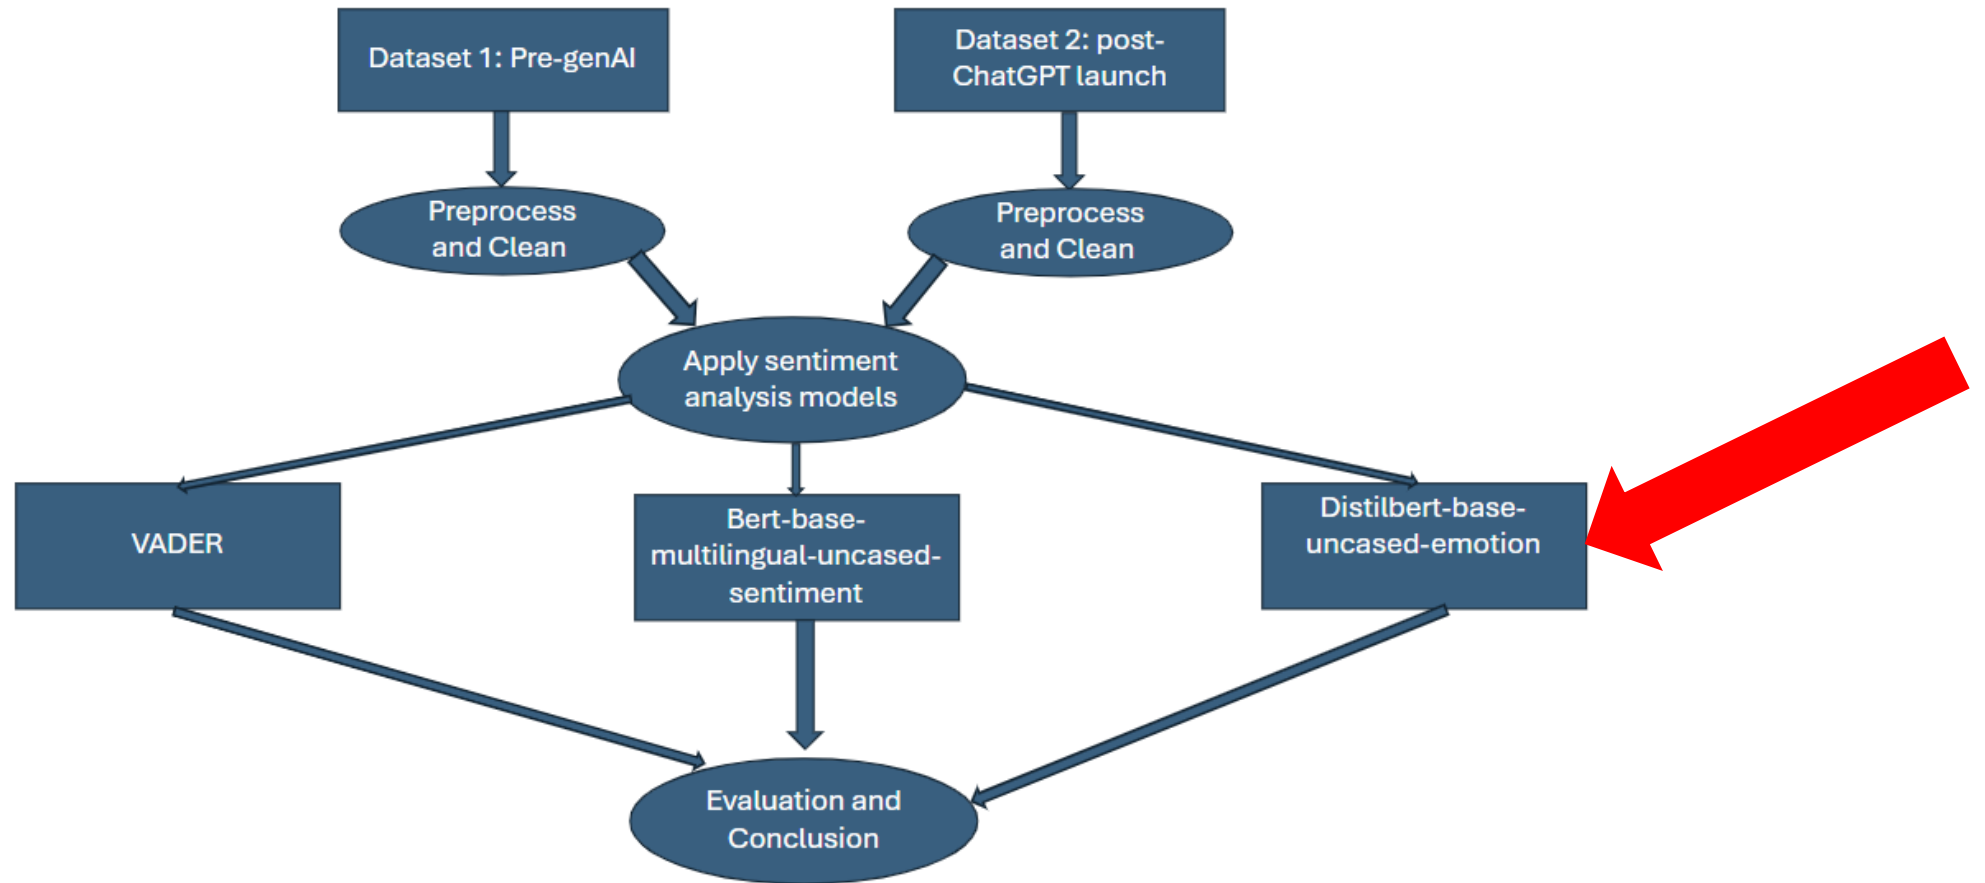 Dataset 1: Pre-genAI
Dataset 2: post-
ChatGPT launch
Preprocess
and Clean
Preprocess
and Clean
Apply sentiment
analysis models
VADER
Bert-base-
multilingual-uncased-
sentiment
Distilbert-base-
uncased-emotion
Evaluation and
Conclusion